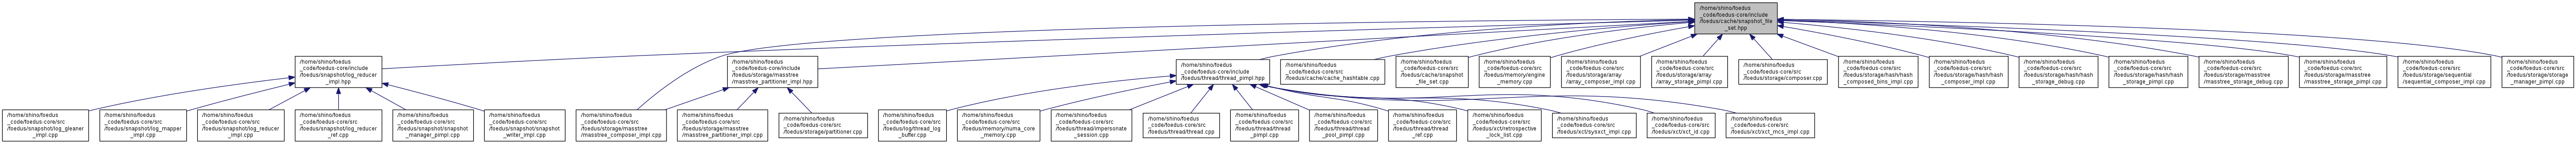 /home/shino/foedus
_code/foedus-core/include
/foedus/cache/snapshot_file
_set.hpp
/home/shino/foedus
_code/foedus-core/include
/foedus/snapshot/log_reducer
_impl.hpp
/home/shino/foedus
_code/foedus-core/include
/foedus/storage/masstree
/masstree_partitioner_impl.hpp
/home/shino/foedus
_code/foedus-core/include
/foedus/thread/thread_pimpl.hpp
/home/shino/foedus
_code/foedus-core/src
/foedus/cache/cache_hashtable.cpp
/home/shino/foedus
_code/foedus-core/src
/foedus/cache/snapshot
_file_set.cpp
/home/shino/foedus
_code/foedus-core/src
/foedus/memory/engine
_memory.cpp
/home/shino/foedus
_code/foedus-core/src
/foedus/storage/array
/array_composer_impl.cpp
/home/shino/foedus
_code/foedus-core/src
/foedus/storage/array
/array_storage_pimpl.cpp
/home/shino/foedus
_code/foedus-core/src
/foedus/storage/composer.cpp
/home/shino/foedus
_code/foedus-core/src
/foedus/storage/hash/hash
_composed_bins_impl.cpp
/home/shino/foedus
_code/foedus-core/src
/foedus/storage/hash/hash
_composer_impl.cpp
/home/shino/foedus
_code/foedus-core/src
/foedus/storage/hash/hash
_storage_debug.cpp
/home/shino/foedus
_code/foedus-core/src
/foedus/storage/hash/hash
_storage_pimpl.cpp
/home/shino/foedus
_code/foedus-core/src
/foedus/storage/masstree
/masstree_storage_debug.cpp
/home/shino/foedus
_code/foedus-core/src
/foedus/storage/masstree
/masstree_storage_pimpl.cpp
/home/shino/foedus
_code/foedus-core/src
/foedus/storage/sequential
/sequential_composer_impl.cpp
/home/shino/foedus
_code/foedus-core/src
/foedus/storage/storage
_manager_pimpl.cpp
/home/shino/foedus
_code/foedus-core/src
/foedus/snapshot/log_gleaner
_impl.cpp
/home/shino/foedus
_code/foedus-core/src
/foedus/snapshot/log_mapper
_impl.cpp
/home/shino/foedus
_code/foedus-core/src
/foedus/snapshot/log_reducer
_impl.cpp
/home/shino/foedus
_code/foedus-core/src
/foedus/snapshot/log_reducer
_ref.cpp
/home/shino/foedus
_code/foedus-core/src
/foedus/snapshot/snapshot
_manager_pimpl.cpp
/home/shino/foedus
_code/foedus-core/src
/foedus/snapshot/snapshot
_writer_impl.cpp
/home/shino/foedus
_code/foedus-core/src
/foedus/storage/masstree
/masstree_composer_impl.cpp
/home/shino/foedus
_code/foedus-core/src
/foedus/storage/masstree
/masstree_partitioner_impl.cpp
/home/shino/foedus
_code/foedus-core/src
/foedus/storage/partitioner.cpp
/home/shino/foedus
_code/foedus-core/src
/foedus/log/thread_log
_buffer.cpp
/home/shino/foedus
_code/foedus-core/src
/foedus/memory/numa_core
_memory.cpp
/home/shino/foedus
_code/foedus-core/src
/foedus/thread/impersonate
_session.cpp
/home/shino/foedus
_code/foedus-core/src
/foedus/thread/thread.cpp
/home/shino/foedus
_code/foedus-core/src
/foedus/thread/thread
_pimpl.cpp
/home/shino/foedus
_code/foedus-core/src
/foedus/thread/thread
_pool_pimpl.cpp
/home/shino/foedus
_code/foedus-core/src
/foedus/thread/thread
_ref.cpp
/home/shino/foedus
_code/foedus-core/src
/foedus/xct/retrospective
_lock_list.cpp
/home/shino/foedus
_code/foedus-core/src
/foedus/xct/sysxct_impl.cpp
/home/shino/foedus
_code/foedus-core/src
/foedus/xct/xct_id.cpp
/home/shino/foedus
_code/foedus-core/src
/foedus/xct/xct_mcs_impl.cpp